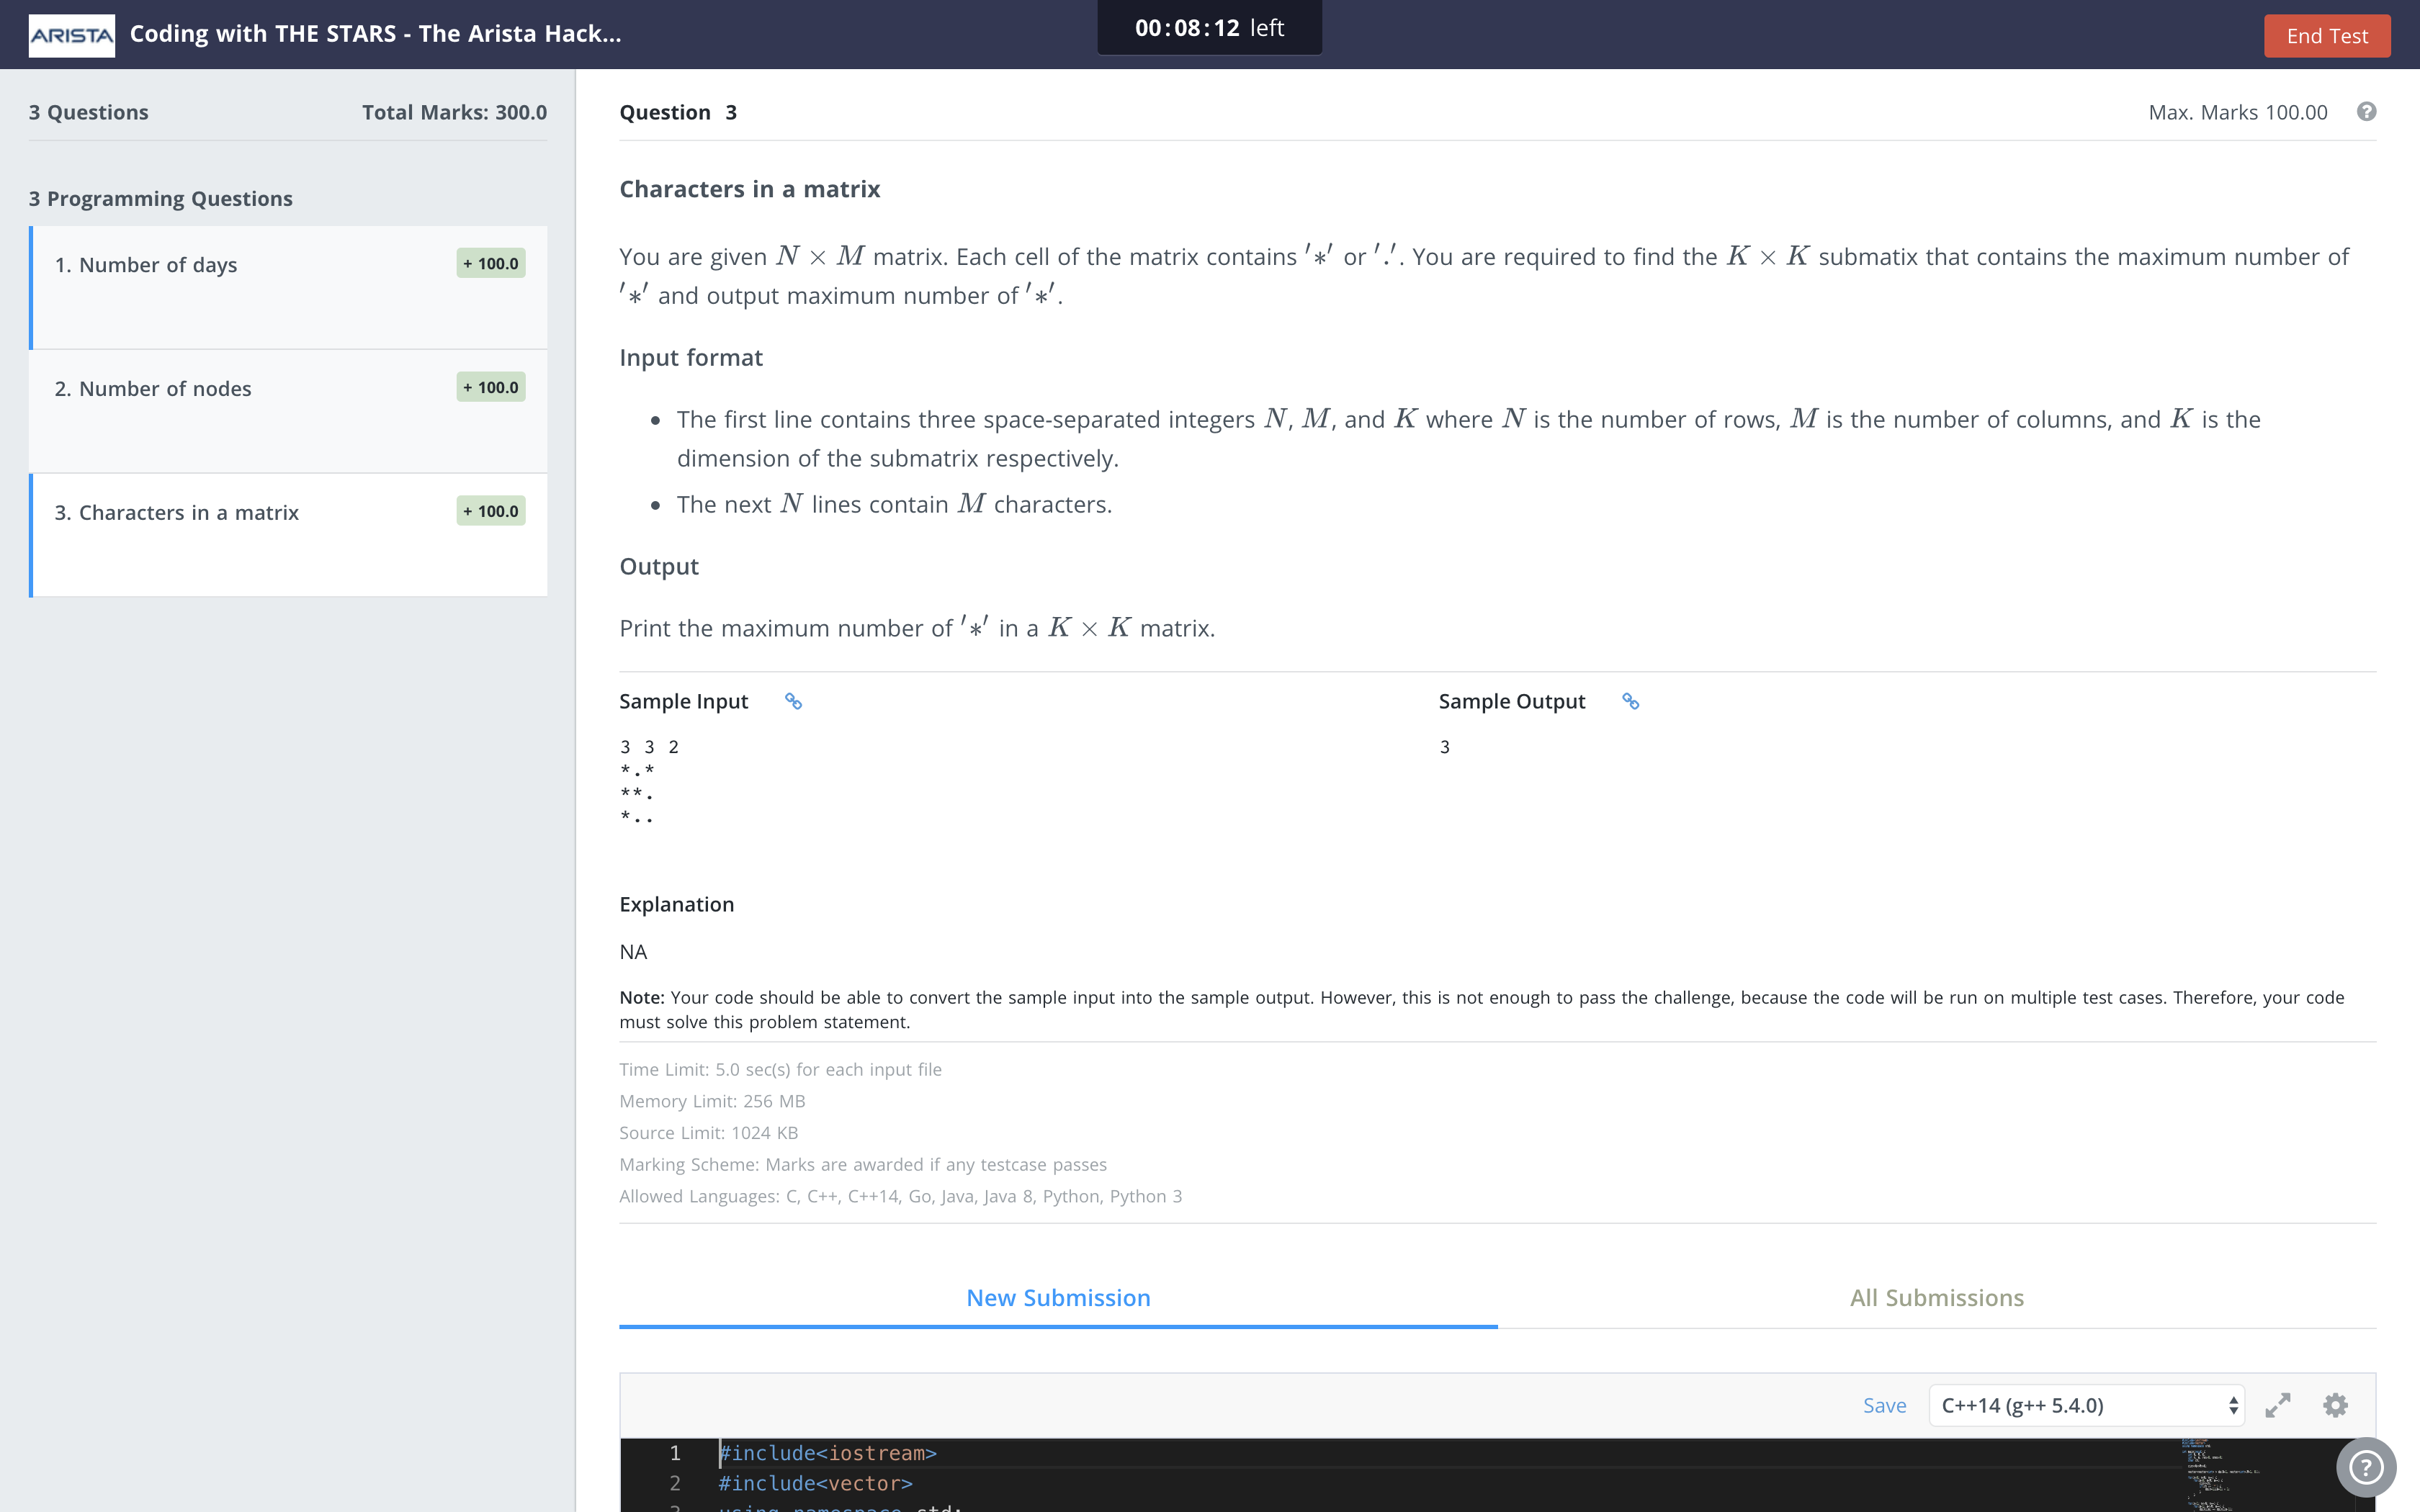 ARISTA Coding with THE STARS - The Arista Hack...
00:08:12 left
End Test
3 Questions Total Marks: 300.0
3 Programming Questions
1. Number of days + 100.0
2. Number of nodes + 100.0
3. Characters in a matrix + 100.0
Question 3 Max. Marks 100.00 ?
Characters in a matrix
You are given N × M matrix. Each cell of the matrix contains '*' or '.'. You are required to find the K × K submatix that contains the maximum number of
'*' and output maximum number of '*'.
Input format
• The first line contains three space-separated integers N, M, and K where N is the number of rows, M is the number of columns, and K is the
dimension of the submatrix respectively.
• The next N lines contain M characters.
Output
Print the maximum number of '*' in a K × K matrix.
Sample Input Sample Output
3 3 2 3
*.*
**.
*..
Explanation
NA
Note: Your code should be able to convert the sample input into the sample output. However, this is not enough to pass the challenge, because the code will be run on multiple test cases. Therefore, your code
must solve this problem statement.
Time Limit: 5.0 sec(s) for each input file
Memory Limit: 256 MB
Source Limit: 1024 KB
Marking Scheme: Marks are awarded if any testcase passes
Allowed Languages: C, C++, C++14, Go, Java, Java 8, Python, Python 3
New Submission All Submissions
Save C++14 (g++ 5.4.0)
1 #include<iostream>
2 #include<vector>
3 using namespace std;
?